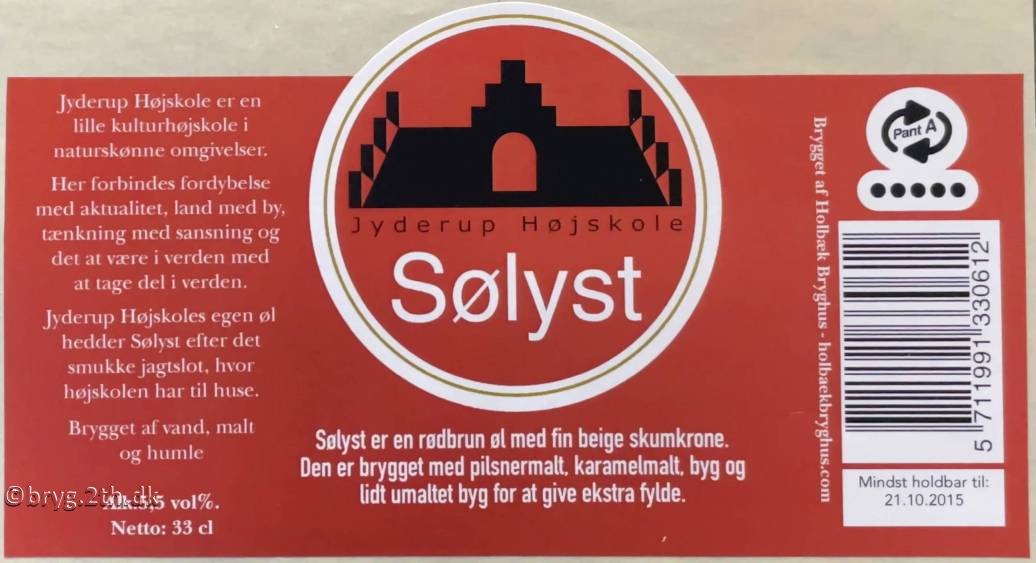 Jyderup Højskole er en
lille kulturhøjskole i
naturskønne omgivelser.
Her forbindes fordybelse
med aktualitet, land med by,
tænkning med sansning og
det at være i verden med
at tage del i verden.
Jyderup Højskoles egen øl
hedder Sølyst efter det
smukke jagtslot, hvor
højskolen har til huse.
Brygget af vand, malt
og humle
Alk 5,5 vol%.
Netto: 33 cl
©bryg.2th.dk
Jyderup Højskole
Sølyst
Sølyst er en rødbrun øl med fin beige skumkrone.
Den er brygget med pilsnermalt, karamelmalt, byg og
lidt umaltet byg for at give ekstra fylde.
Brygget af Holbæk Bryghus - holbaekbryghus.com
Pant A
5 711991 330612
Mindst holdbar til:
21.10.2015